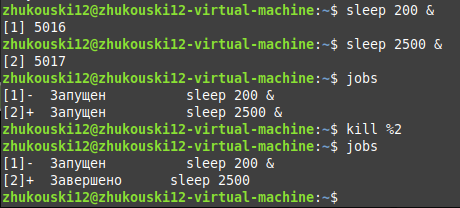 zhukouski12@zhukouski12-virtual-machine:~$ sleep 200 &
[1] 5016
zhukouski12@zhukouski12-virtual-machine:~$ sleep 2500 &
[2] 5017
zhukouski12@zhukouski12-virtual-machine:~$ jobs
[1]-  Запущен          sleep 200 &
[2]+  Запущен          sleep 2500 &
zhukouski12@zhukouski12-virtual-machine:~$ kill %2
zhukouski12@zhukouski12-virtual-machine:~$ jobs
[1]-  Запущен          sleep 200 &
[2]+  Завершено      sleep 2500
zhukouski12@zhukouski12-virtual-machine:~$